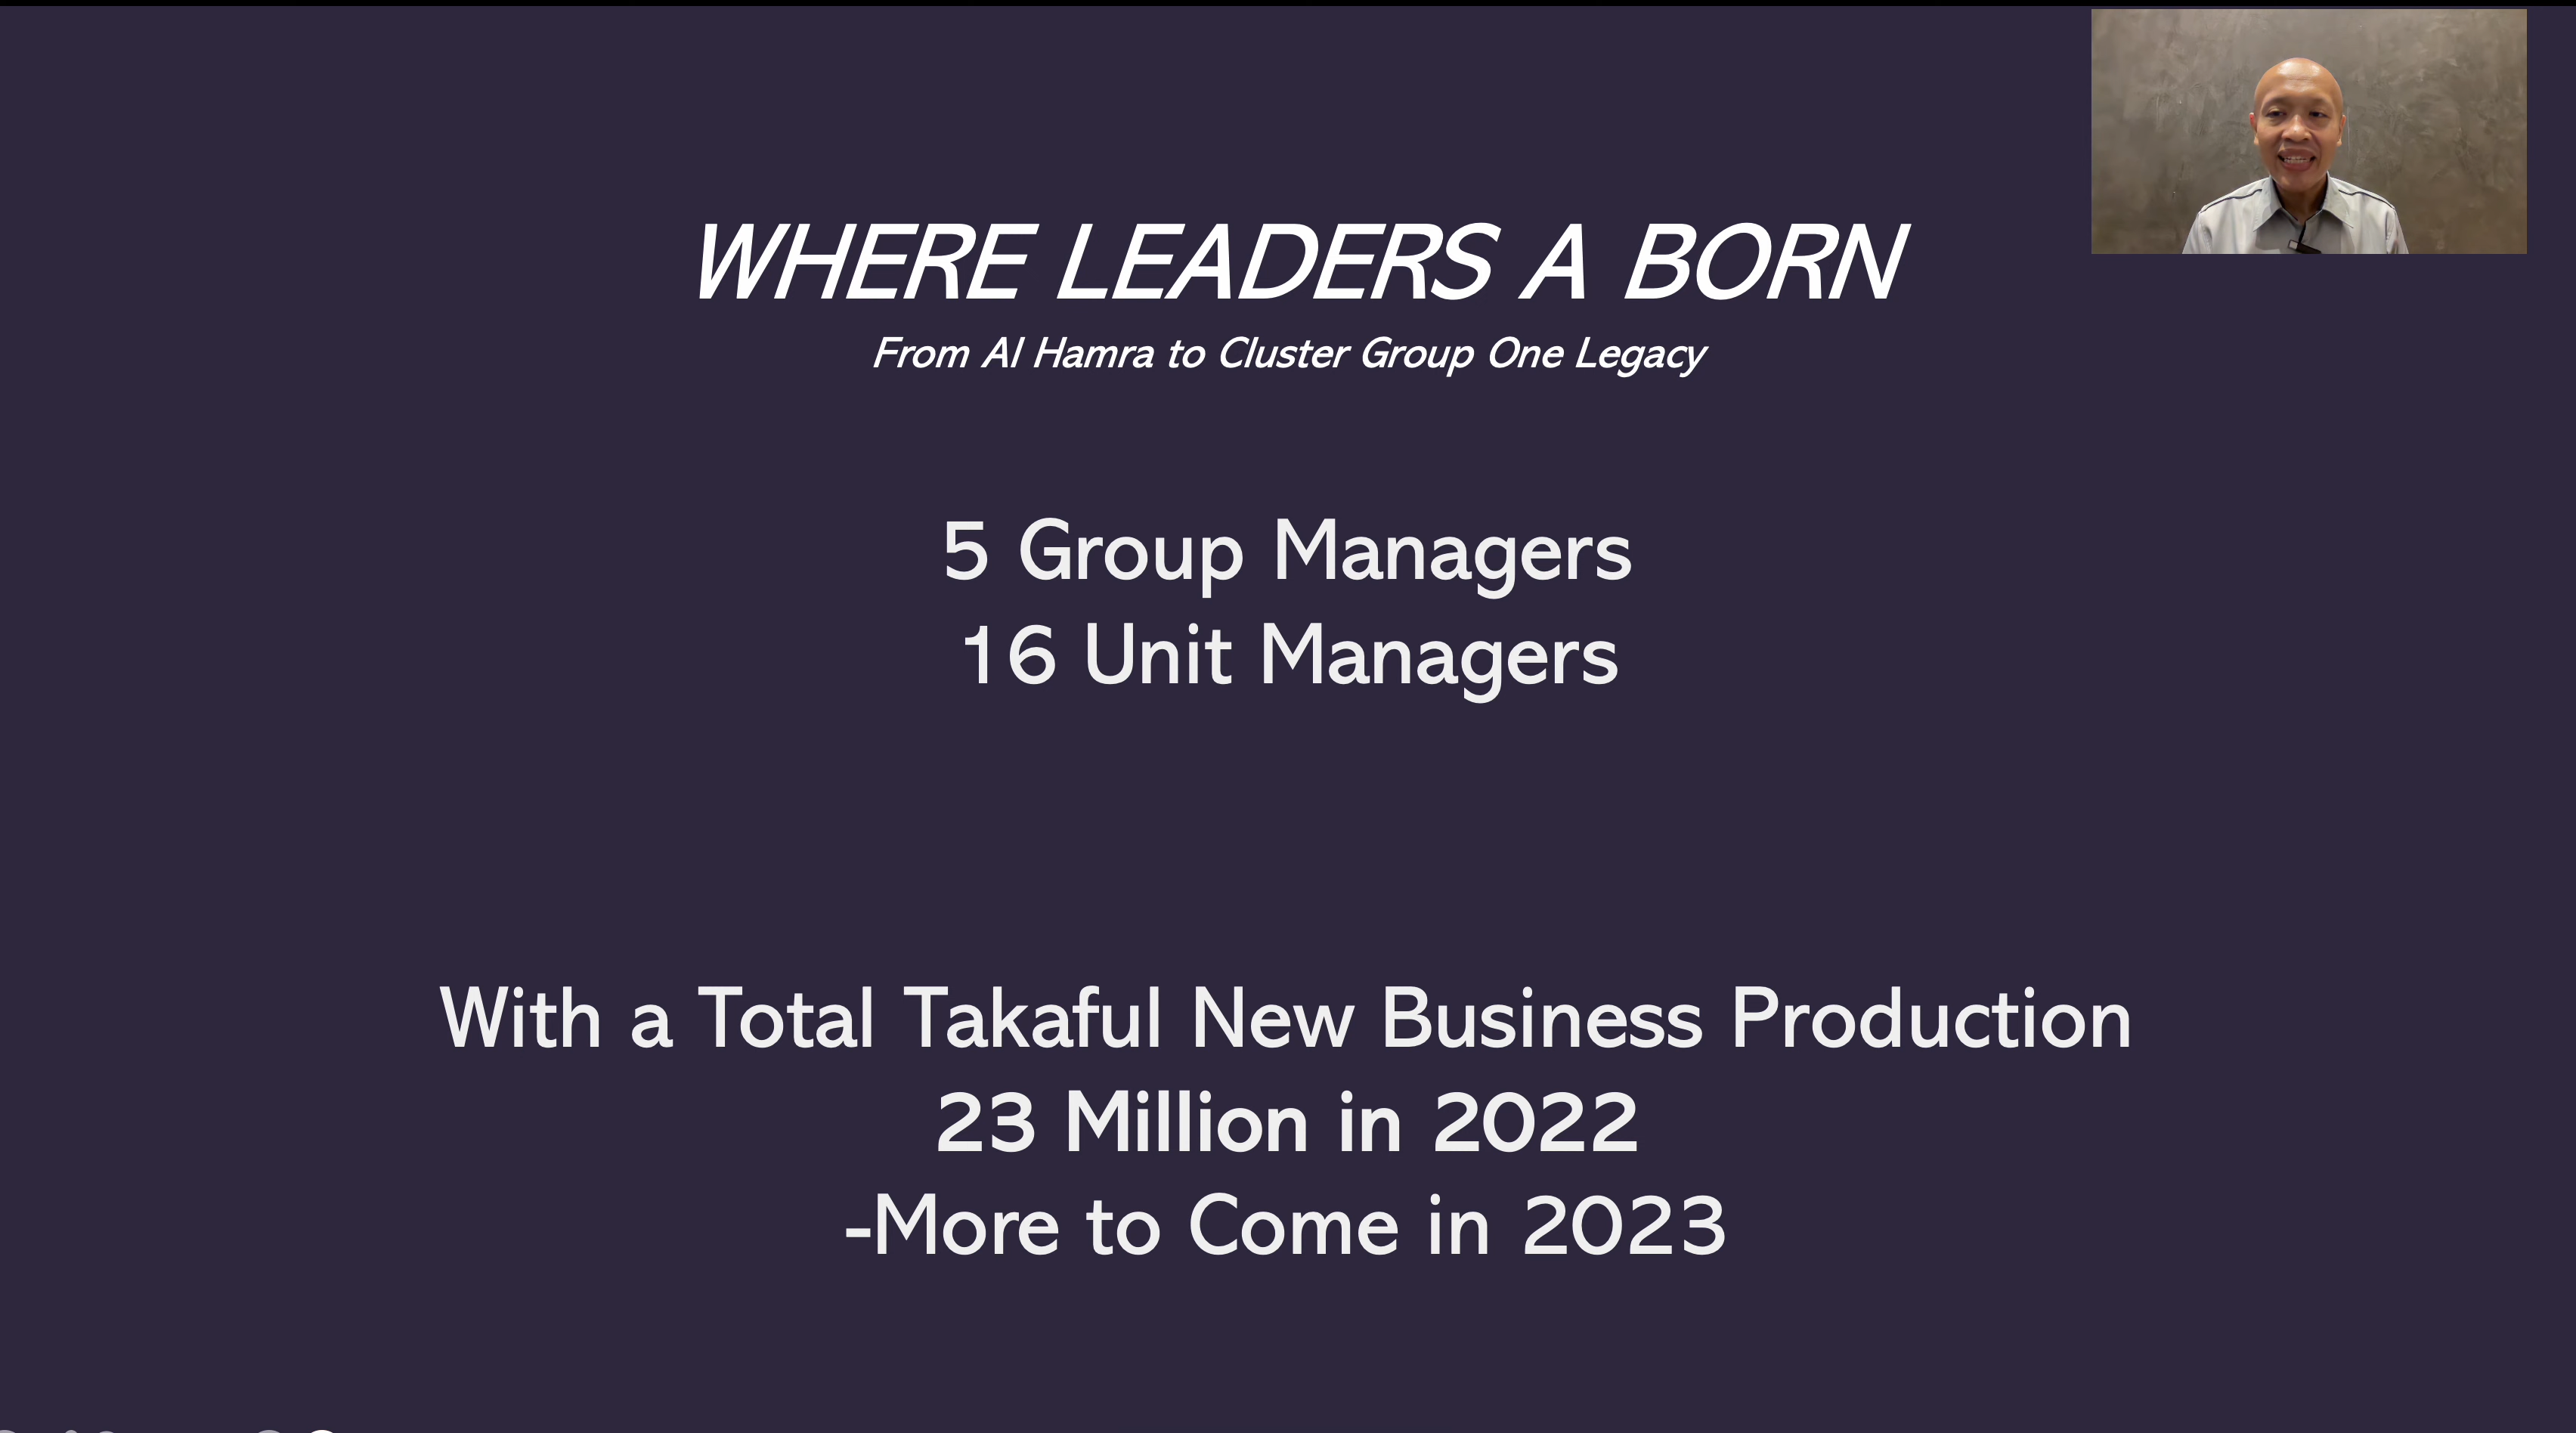 WHERE LEADERS A BORN
From Al Hamra to Cluster Group One Legacy
5 Group Managers
16 Unit Managers
With a Total Takaful New Business Production
23 Million in 2022
-More to Come in 2023